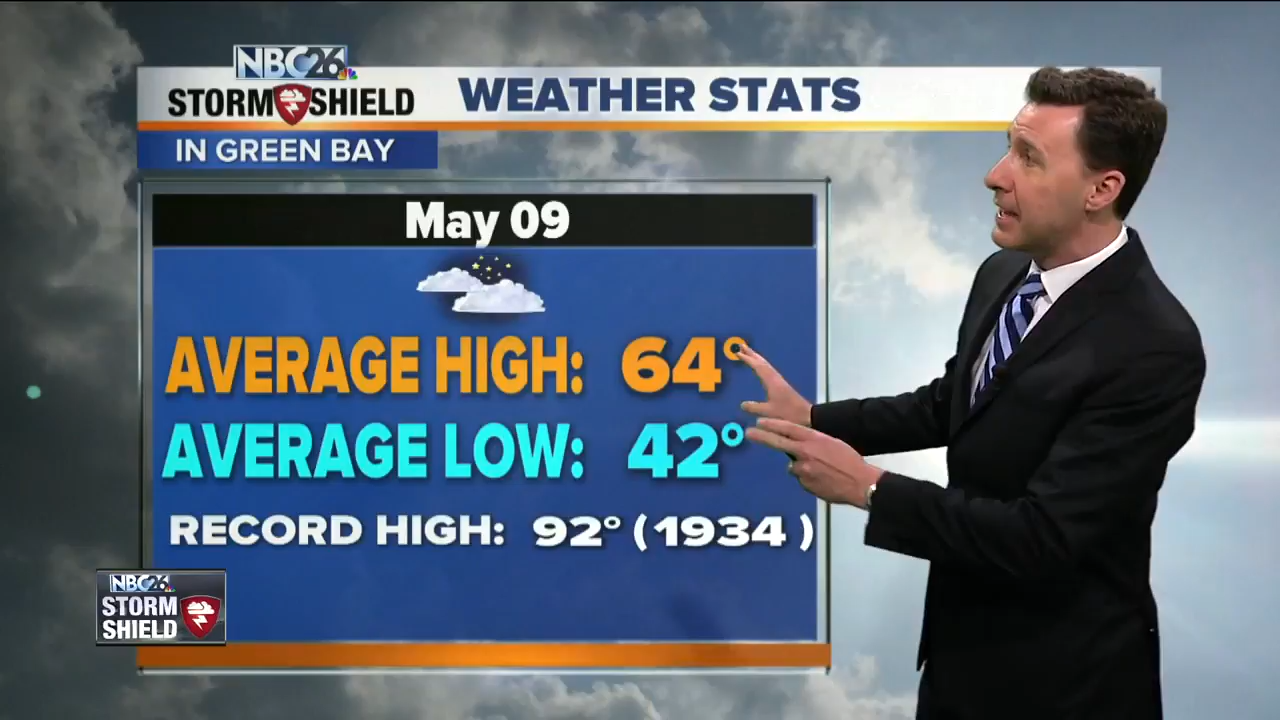 NBC26
STORM SHIELD
WEATHER STATS
IN GREEN BAY
May 09
AVERAGE HIGH: 64°
AVERAGE LOW: 42°
RECORD HIGH: 92° (1934 )
NBC26
STORM
SHIELD